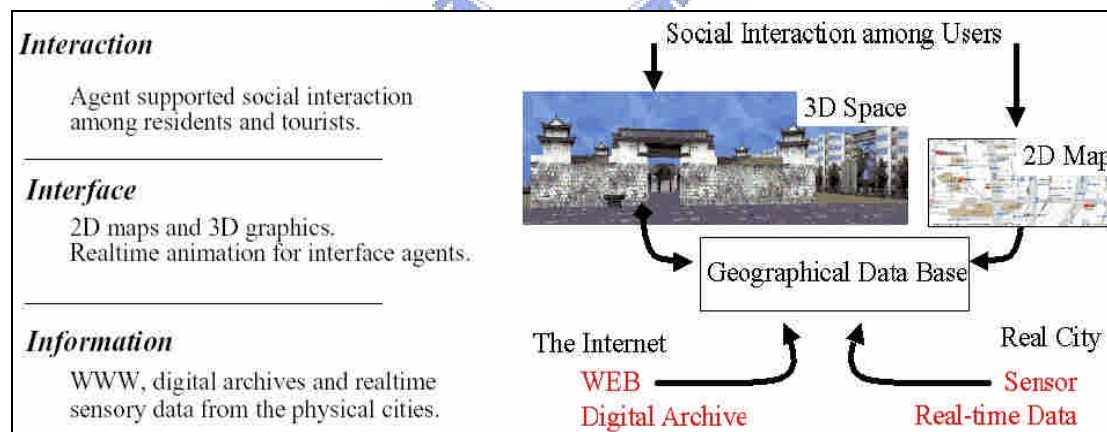 Interaction
Agent supported social interaction
among residents and tourists.
Interface
2D maps and 3D graphics.
Realtime animation for interface agents.
Information
WWW, digital archives and realtime
sensory data from the physical cities.
Social Interaction among Users
3D Space
2D Map
Geographical Data Base
The Internet
WEB
Digital Archive
Real City
Sensor
Real-time Data